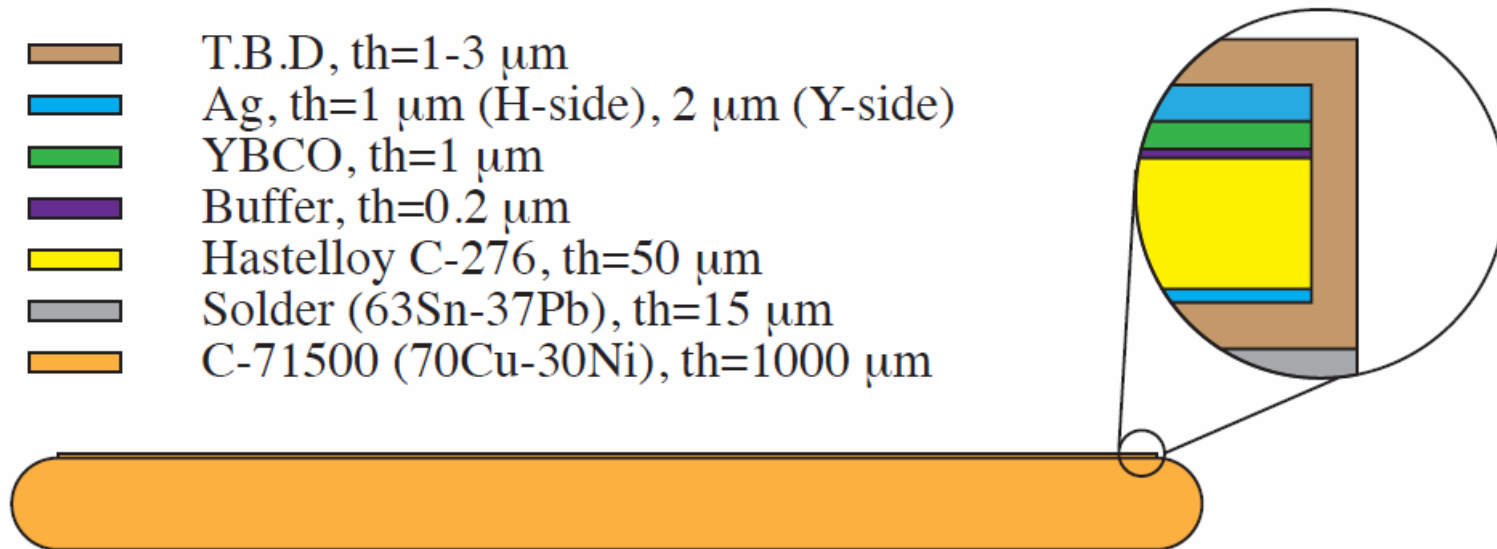 T.B.D, th=1-3 μm
Ag, th=1 μm (H-side), 2 μm (Y-side)
YBCO, th=1 μm
Buffer, th=0.2 μm
Hastelloy C-276, th=50 μm
Solder (63Sn-37Pb), th=15 μm
C-71500 (70Cu-30Ni), th=1000 μm